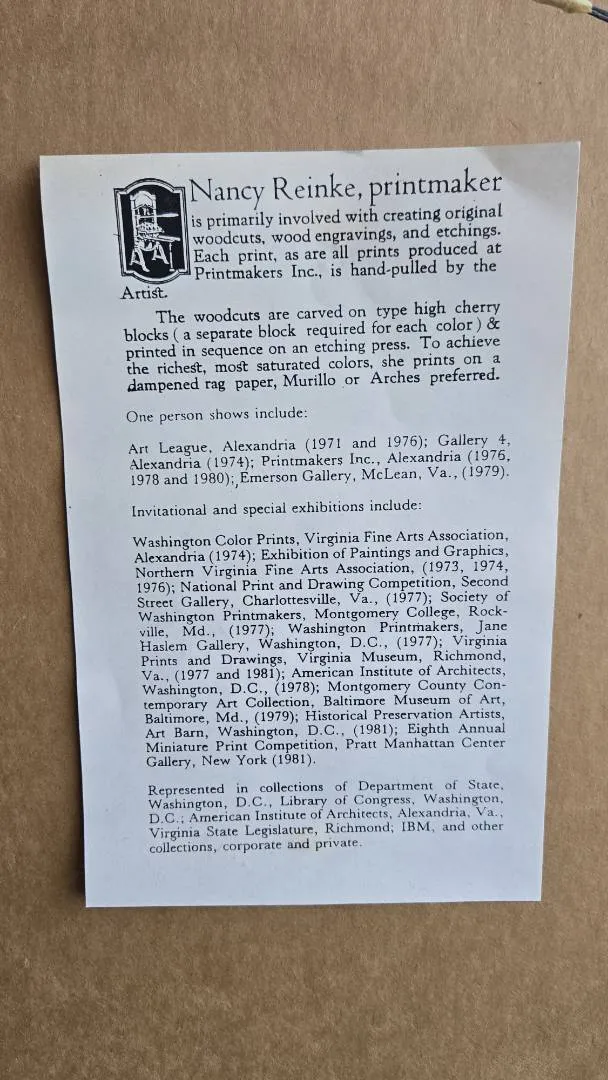 Nancy Reinke, printmaker
is primarily involved with creating original
woodcuts, wood engravings, and etchings.
Each print, as are all prints produced at
Printmakers Inc., is hand-pulled by the
Artist.
The woodcuts are carved on type high cherry
blocks ( a separate block required for each color ) &
printed in sequence on an etching press. To achieve
the richest, most saturated colors, she prints on a
dampened rag paper, Murillo or Arches preferred.
One person shows include:
Art League, Alexandria (1971 and 1976); Gallery 4,
Alexandria (1974); Printmakers Inc., Alexandria (1976,
1978 and 1980); Emerson Gallery, McLean, Va., (1979).
Invitational and special exhibitions include:
Washington Color Prints, Virginia Fine Arts Association,
Alexandria (1974); Exhibition of Paintings and Graphics,
Northern Virginia Fine Arts Association, (1973, 1974,
1976); National Print and Drawing Competition, Second
Street Gallery, Charlottesville, Va., (1977); Society of
Washington Printmakers, Montgomery College, Rock-
ville, Md., (1977); Washington Printmakers, Jane
Haslem Gallery, Washington, D.C., (1977); Virginia
Prints and Drawings, Virginia Museum, Richmond,
Va., (1977 and 1981); American Institute of Architects,
Washington, D.C., (1978); Montgomery County Con-
temporary Art Collection, Baltimore Museum of Art,
Baltimore, Md., (1979); Historical Preservation Artists,
Art Barn, Washington, D.C., (1981); Eighth Annual
Miniature Print Competition, Pratt Manhattan Center
Gallery, New York (1981).
Represented in collections of Department of State,
Washington, D.C., Library of Congress, Washington,
D.C.; American Institute of Architects, Alexandria, Va.,
Virginia State Legislature, Richmond; IBM, and other
collections, corporate and private.